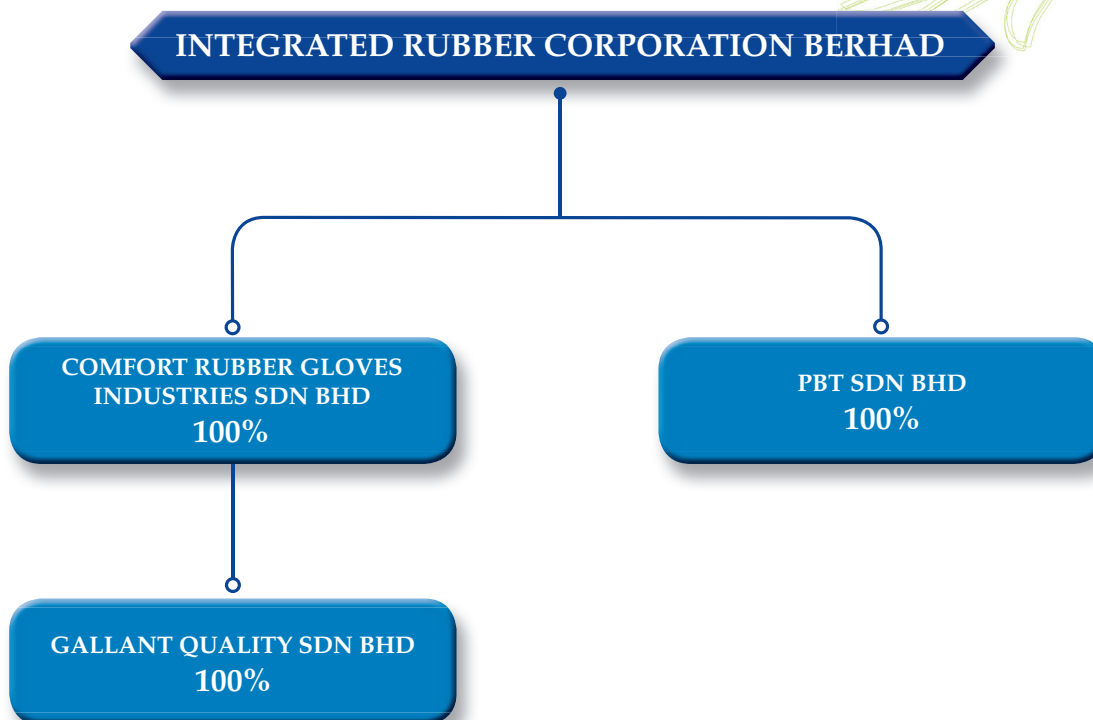 INTEGRATED RUBBER CORPORATION BERHAD
COMFORT RUBBER GLOVES
INDUSTRIES SDN BHD
100%
PBT SDN BHD
100%
GALLANT QUALITY SDN BHD
100%